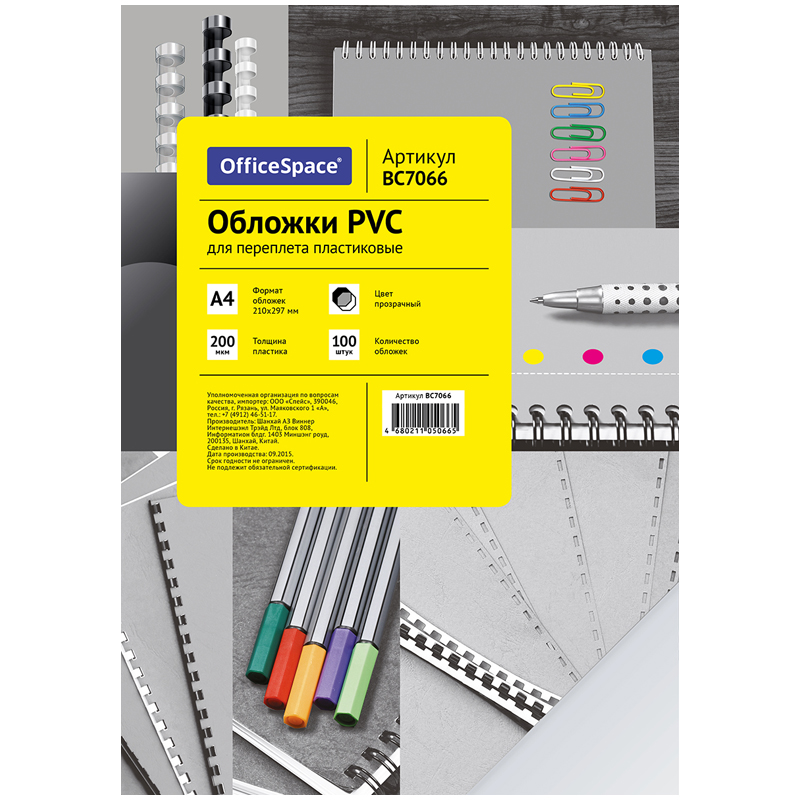 OfficeSpace®
Артикул
BC7066
Обложки PVC
для переплета пластиковые
A4
Формат
обложек
210x297 мм
Цвет
прозрачный
200
мкм
Толщина
пластика
100
штук
Количество
обложек
Уполномоченная организация по вопросам
качества, импортер: ООО «Спейс», 390046,
Россия, г. Рязань, ул. Маяковского 1 «А»,
тел.: +7 (4912) 46-51-17.
Производитель: Шанхай АЗ Виннер
Интернешнл Трэйд Лтд, блок 808,
Информатион блдг. 1403 Миншэнг роуд,
200135, Шанхай, Китай.
Сделано в Китае.
Дата производства: 09.2015.
Срок годности не ограничен.
Не подлежит обязательной сертификации.
Артикул BC7066
4 680211 050665